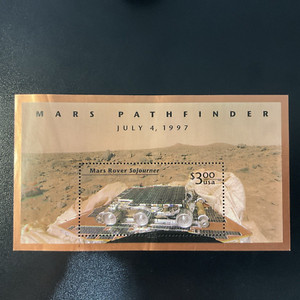 MARS PATHFINDER
JULY 4, 1997
Mars Rover Sojourner
$3.00
USA